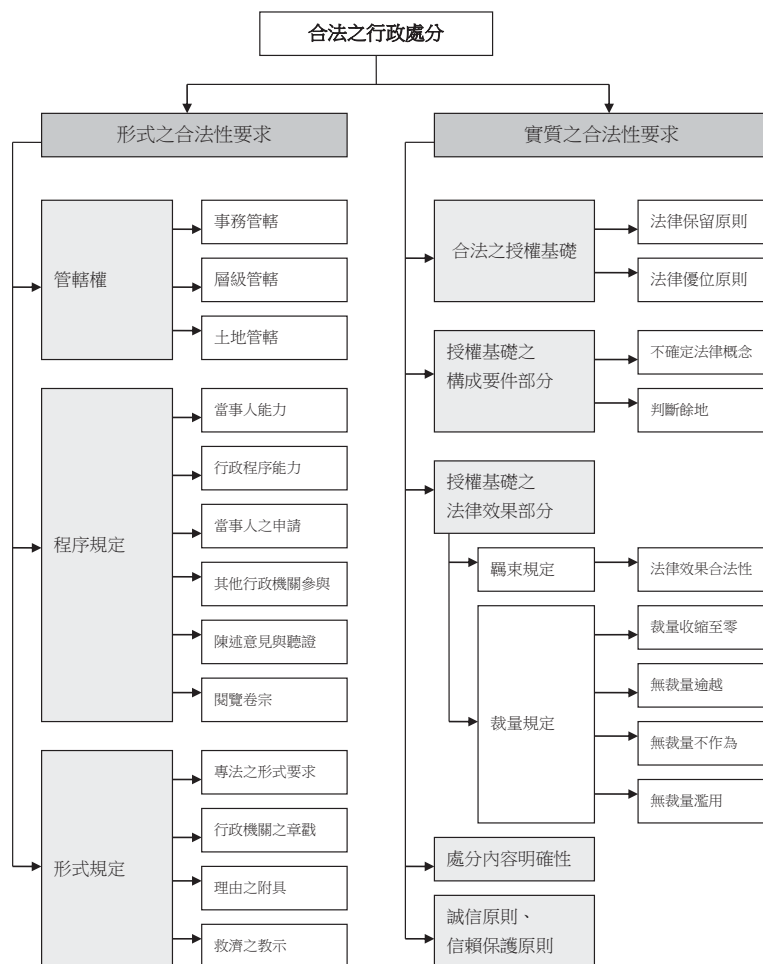 合法之行政處分
形式之合法性要求
管轄權
事務管轄
層級管轄
土地管轄
程序規定
當事人能力
行政程序能力
當事人之申請
其他行政機關參與
陳述意見與聽證
閱覽卷宗
形式規定
專法之形式要求
行政機關之章戳
理由之附具
救濟之教示
實質之合法性要求
合法之授權基礎
法律保留原則
法律優位原則
授權基礎之
構成要件部分
不確定法律概念
判斷餘地
授權基礎之
法律效果部分
羈束規定
法律效果合法性
裁量規定
裁量收縮至零
無裁量逾越
無裁量不作為
無裁量濫用
處分內容明確性
誠信原則、
信賴保護原則